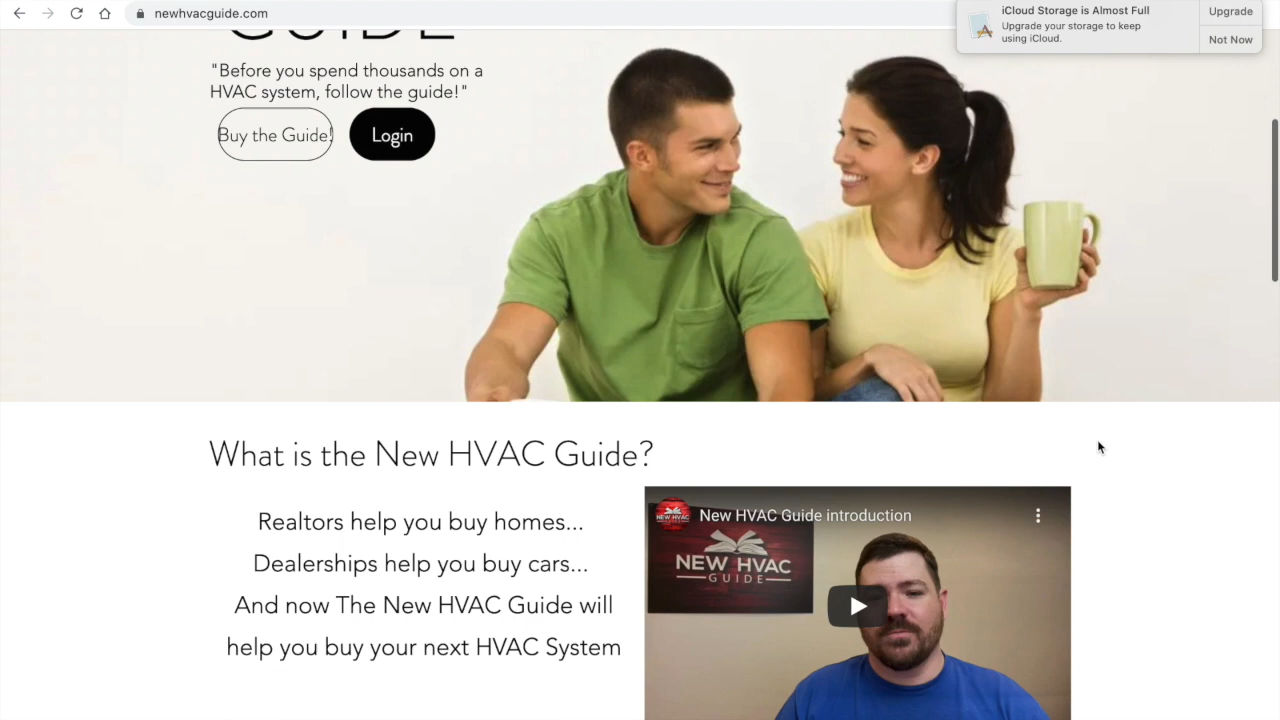 newhvacguide.com
iCloud Storage is Almost Full
Upgrade your storage to keep
using iCloud.
Upgrade
Not Now
GUIDE
"Before you spend thousands on a
HVAC system, follow the guide!"
Buy the Guide!
Login
What is the New HVAC Guide?
Realtors help you buy homes...
Dealerships help you buy cars...
And now The New HVAC Guide will
help you buy your next HVAC System
New HVAC Guide introduction
NEW HVAC
GUIDE